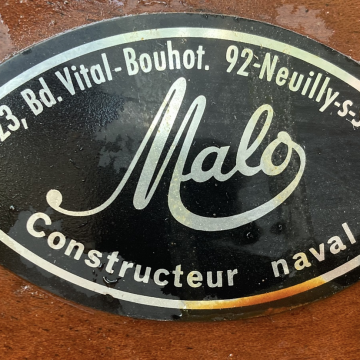 23, Bd. Vital-Bouhot. 92-Neuilly-s-
Malo
Constructeur naval